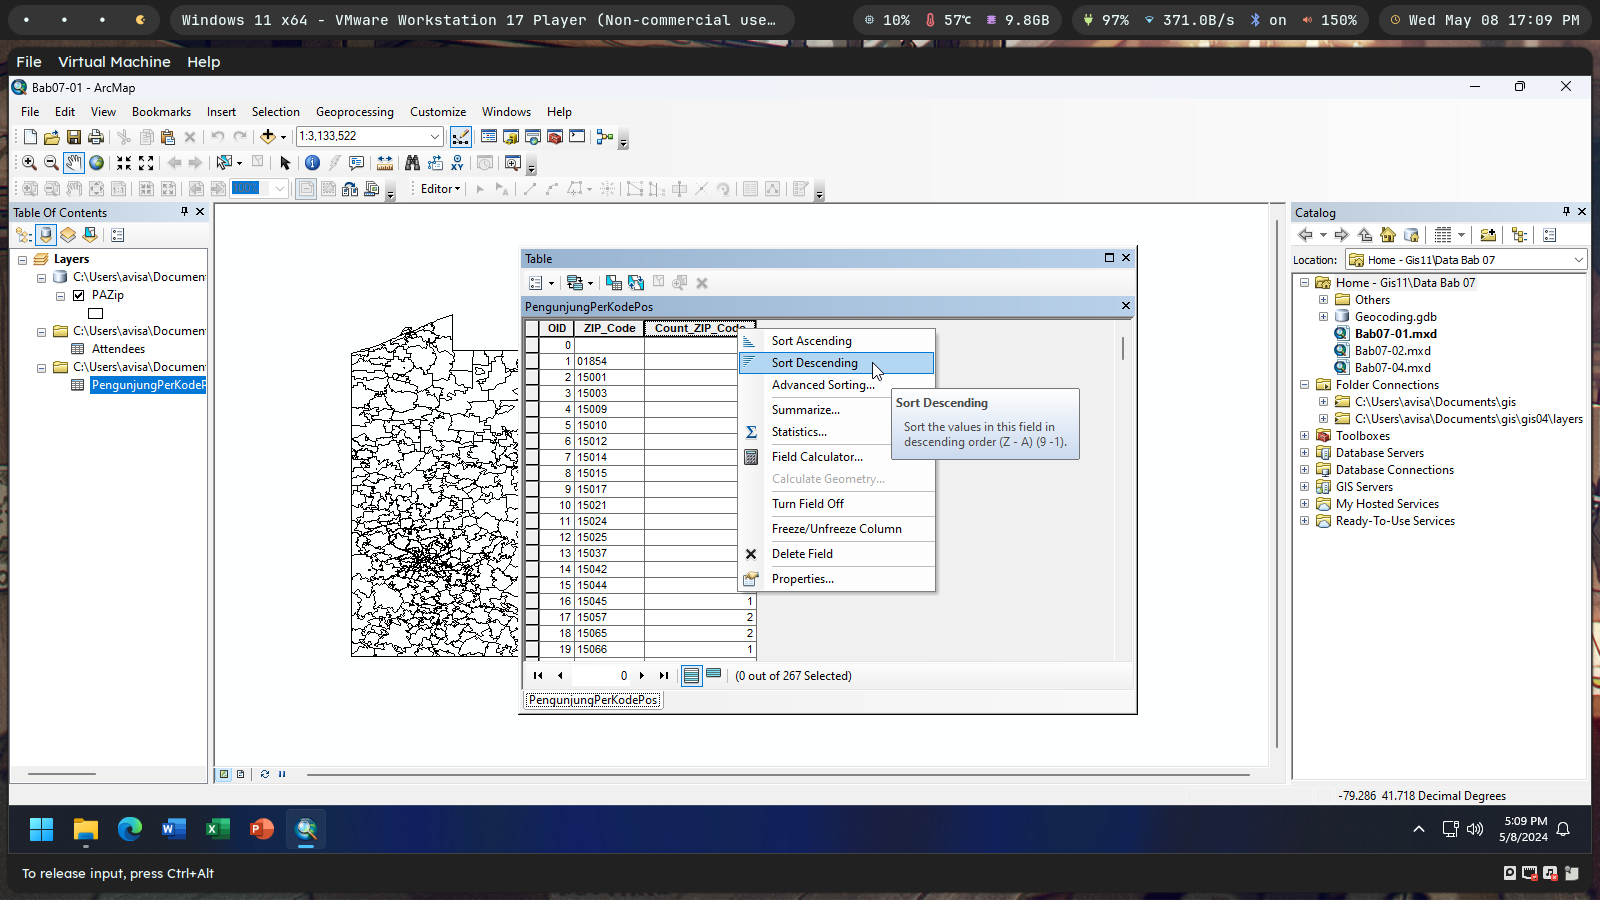 Windows 11 x64 - VMware Workstation 17 Player (Non-commercial use…
10%
57℃
9.8GB
97%
371.0B/s
on
150%
Wed May 08 17:09 PM
File Virtual Machine Help
Bab07-01 - ArcMap
File Edit View Bookmarks Insert Selection Geoprocessing Customize Windows Help
1:3,133,522
100%
Editor
Table Of Contents
Layers
C:\Users\avisa\Documen
PAZip
C:\Users\avisa\Documen
Attendees
C:\Users\avisa\Documen
PengunjungPerKodeP
Table
PengunjungPerKodePos
OID ZIP_Code Count_ZIP_Code
0
1 01854
2 15001
3 15003
4 15009
5 15010
6 15012
7 15014
8 15015
9 15017
10 15021
11 15024
12 15025
13 15037
14 15042
15 15044
16 15045 1
17 15057 2
18 15065 2
19 15066 1
Sort Ascending
Sort Descending
Advanced Sorting...
Summarize...
Statistics...
Field Calculator...
Calculate Geometry...
Turn Field Off
Freeze/Unfreeze Column
Delete Field
Properties...
Sort Descending
Sort the values in this field in
descending order (Z - A) (9 -1).
0
(0 out of 267 Selected)
PengunjungPerKodePos
Catalog
Location: Home - Gis11\Data Bab 07
Home - Gis11\Data Bab 07
Others
Geocoding.gdb
Bab07-01.mxd
Bab07-02.mxd
Bab07-04.mxd
Folder Connections
C:\Users\avisa\Documents\gis
C:\Users\avisa\Documents\gis\gis04\layers
Toolboxes
Database Servers
Database Connections
GIS Servers
My Hosted Services
Ready-To-Use Services
-79.286 41.718 Decimal Degrees
5:09 PM
5/8/2024
To release input, press Ctrl+Alt